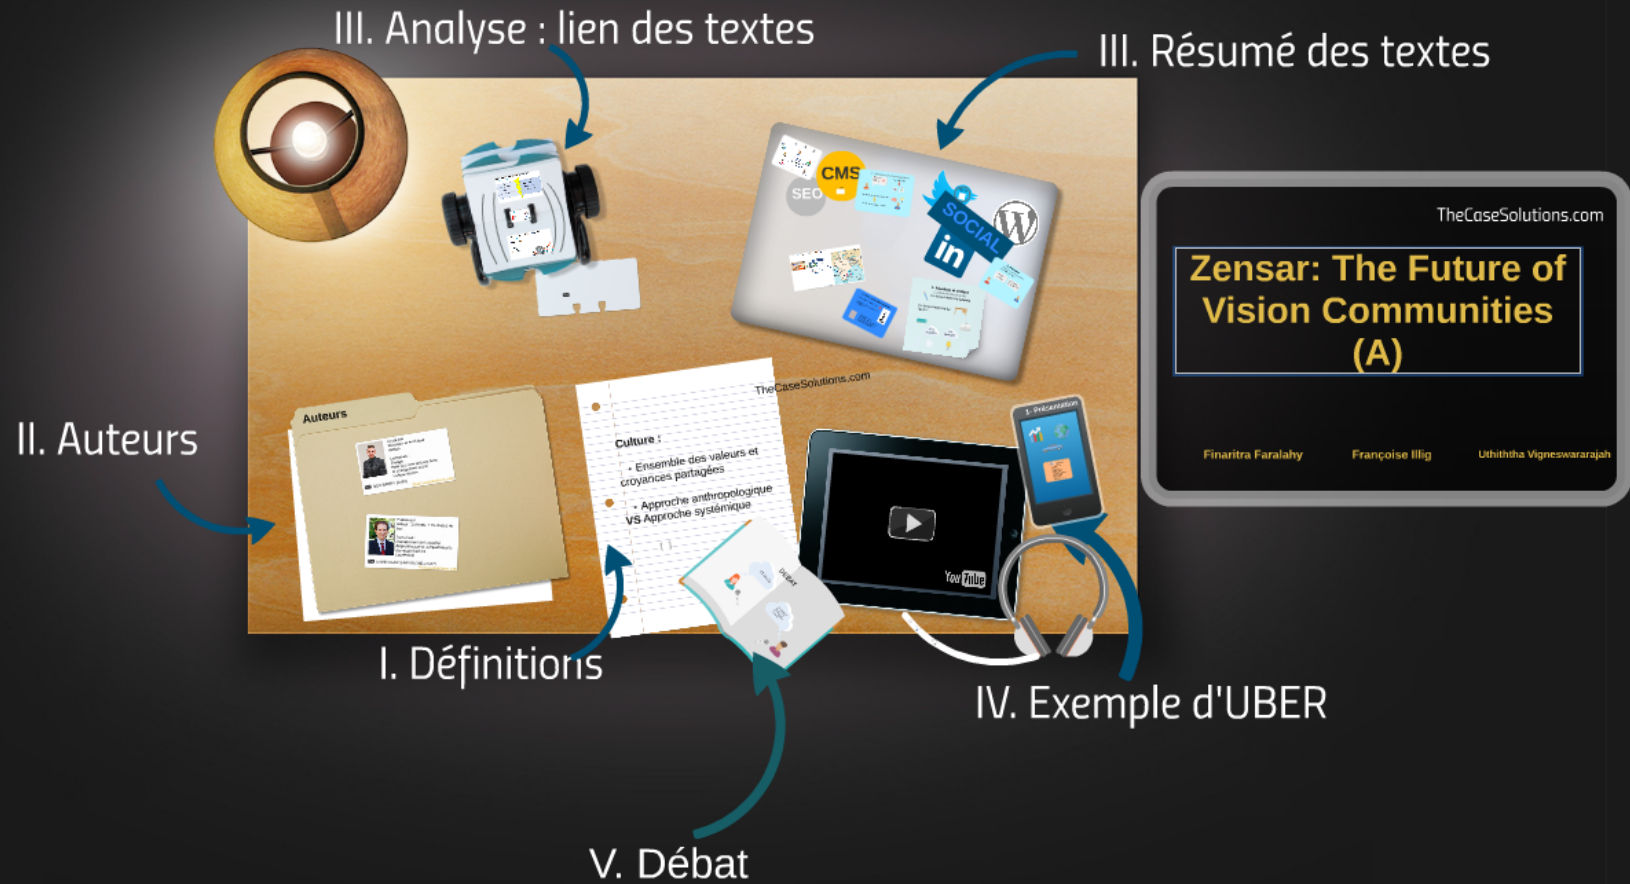 III. Analyse : lien des textes
III. Résumé des textes
TheCaseSolutions.com
Zensar: The Future of
Vision Communities
(A)
Finaritra Faralahy
Françoise Illig
Uthiththa Vigneswararajah
CMS
SEO
SOCIAL
in
II. Auteurs
Auteurs
TheCaseSolutions.com
Culture :
• Ensemble des valeurs et
croyances partagées
• Approche anthropologique
VS Approche systémique
1- Présentation
YouTube
DEBAT
I. Définitions
IV. Exemple d'UBER
V. Débat